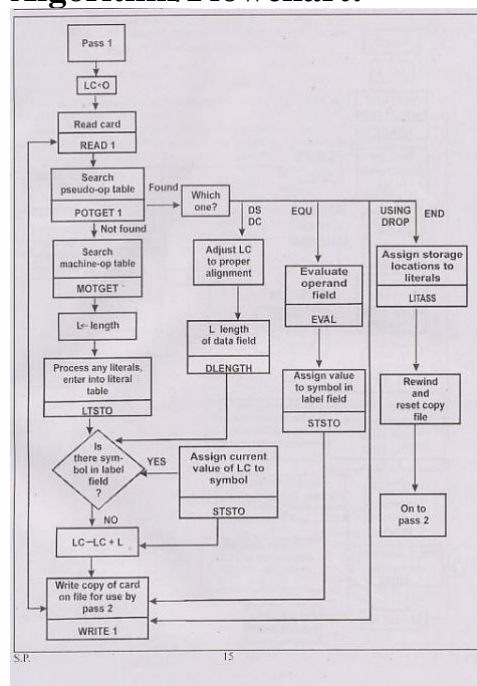 Algorithm/Flowchart:
Pass 1
LC←O
Read card
READ 1
Search
pseudo-op table
POTGET 1
Found
Which
one?
Not found
Search
machine-op table
MOTGET
L← length
Process any literals,
enter into literal
table
LTSTO
Is
there sym-
bol in label
field
?
YES
NO
LC←LC + L
Write copy of card
on file for use by
pass 2
WRITE 1
DS
DC
Adjust LC
to proper
alignment
L length
of data field
DLENGTH
Assign current
value of LC to
symbol
STSTO
EQU
Evaluate
operand
field
EVAL
Assign value
to symbol in
label field
STSTO
USING
DROP
END
Assign storage
locations to
literals
LITASS
Rewind
and
reset copy
file
On to
pass 2
S.P.
15